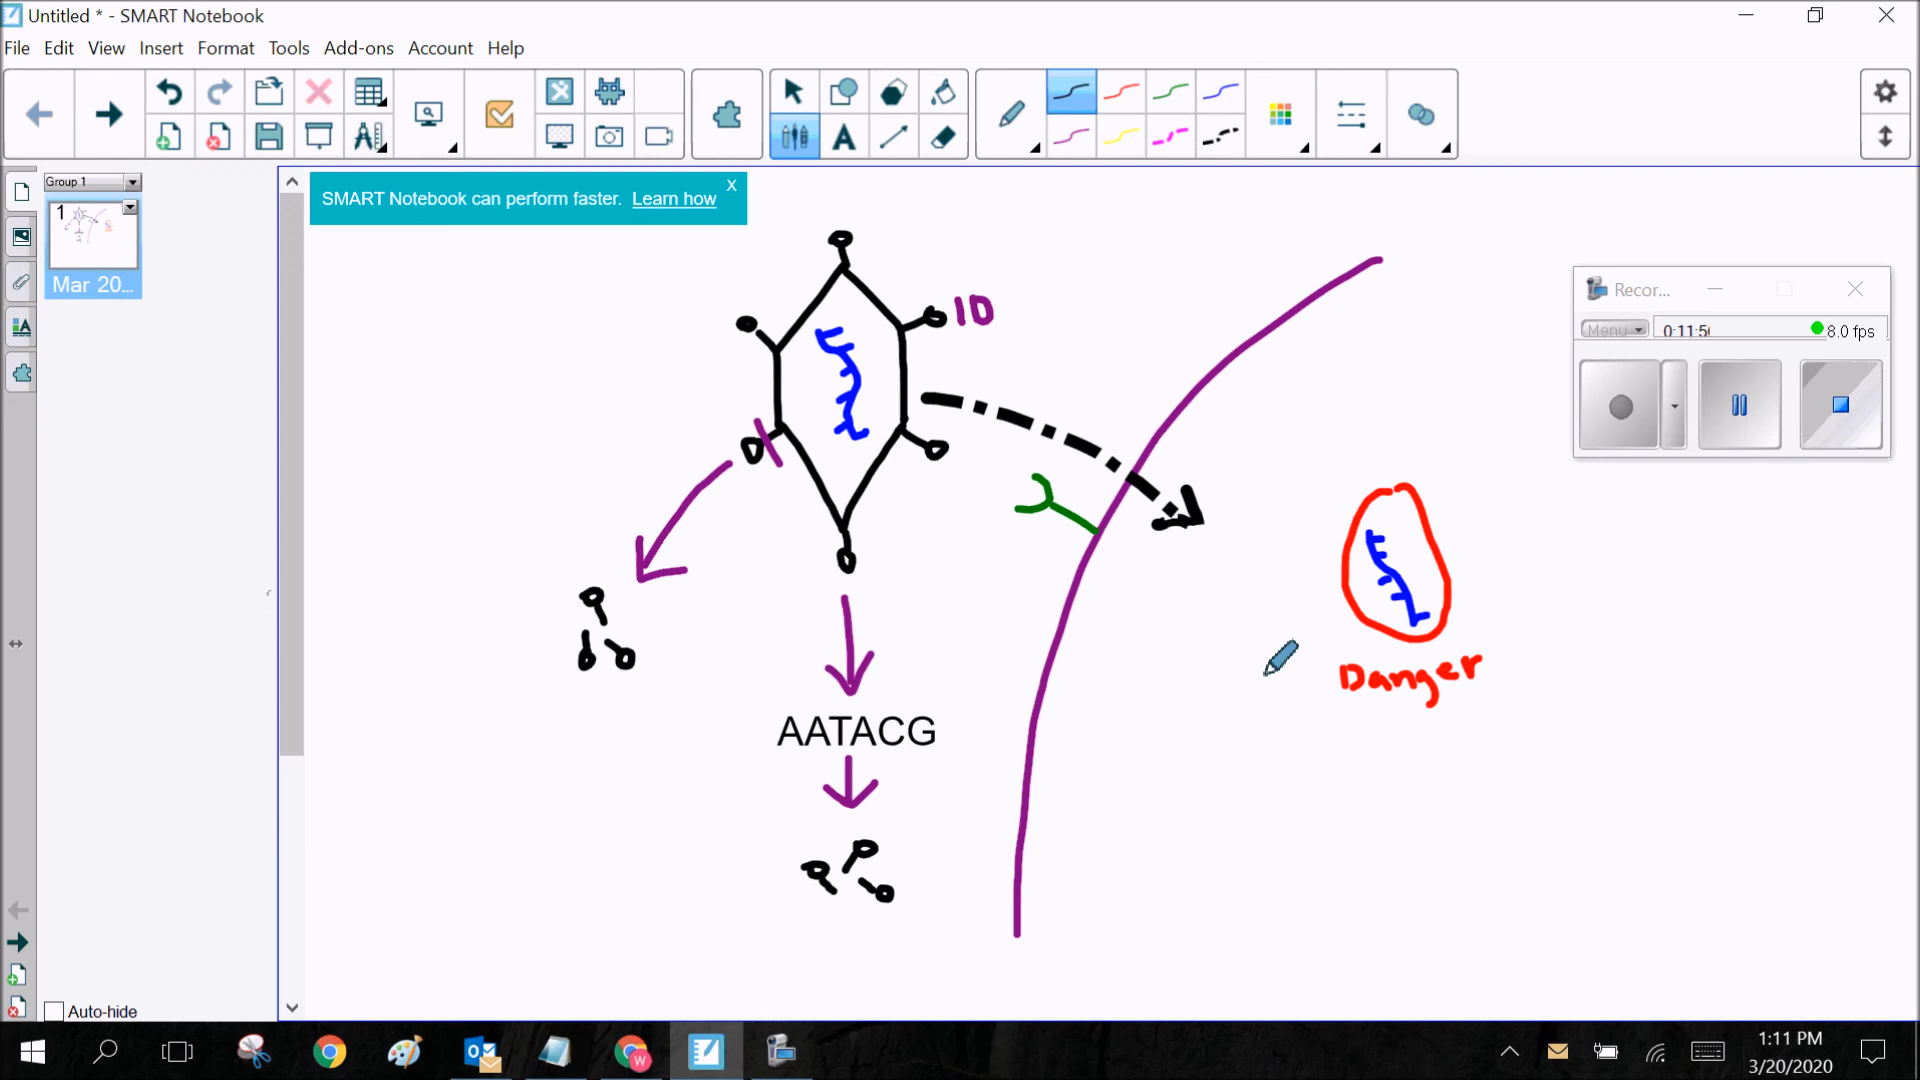 Untitled * - SMART Notebook
File Edit View Insert Format Tools Add-ons Account Help
Group 1
1
Mar 20...
SMART Notebook can perform faster. Learn how
X
ID
Danger
AATACG
Recor...
Menu
0:11:5
8.0 fps
Auto-hide
1:11 PM
3/20/2020